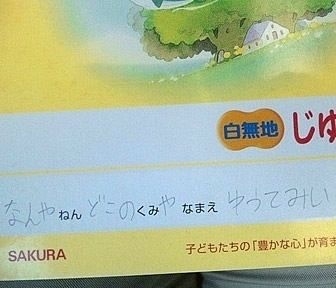 白無地 じゆ
なんやねん どこのくみや なまえ ゆうてみい
SAKURA 子どもたちの「豊かな心」が育ま